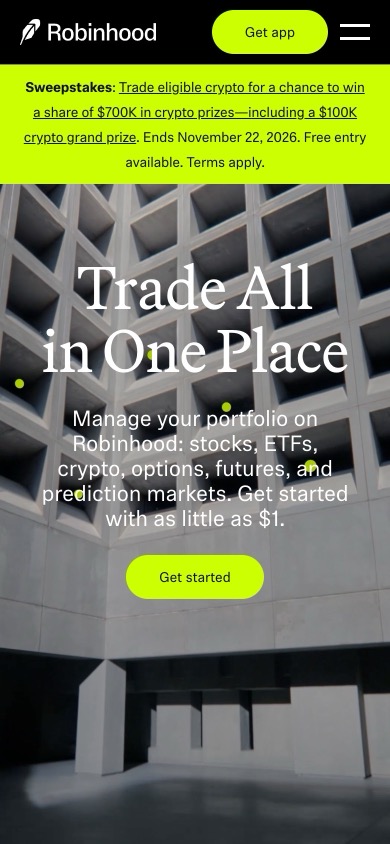 Robinhood
Get app
Sweepstakes: Trade eligible crypto for a chance to win
a share of $700K in crypto prizes—including a $100K
crypto grand prize. Ends November 22, 2026. Free entry
available. Terms apply.
Trade All
in One Place
Manage your portfolio on
Robinhood: stocks, ETFs,
crypto, options, futures, and
prediction markets. Get started
with as little as $1.
Get started